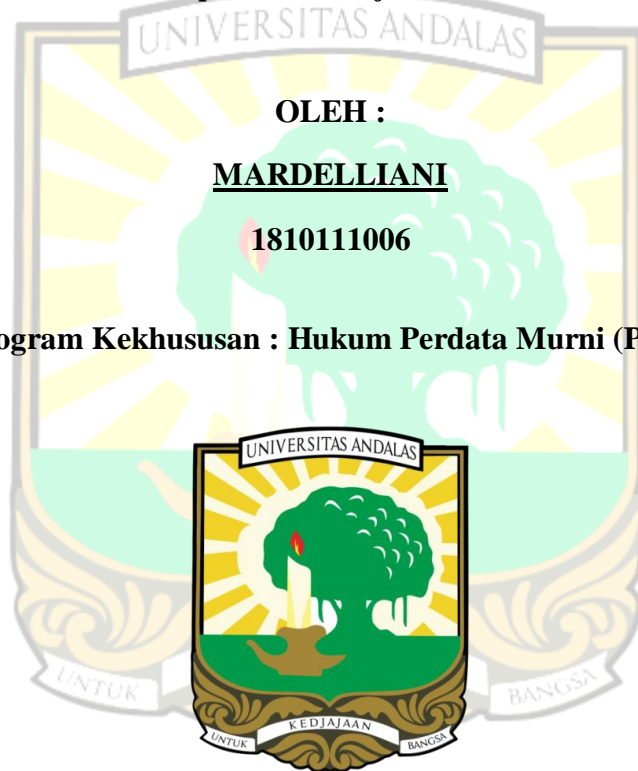 UNIVERSITAS ANDALAS
OLEH :
MARDELLIANI
1810111006
ogram Kekhususan : Hukum Perdata Murni (P
UNIVERSITAS ANDALAS
UNTUK
BANGSA
UNTUK
KEDJAJAAN
BANGSA